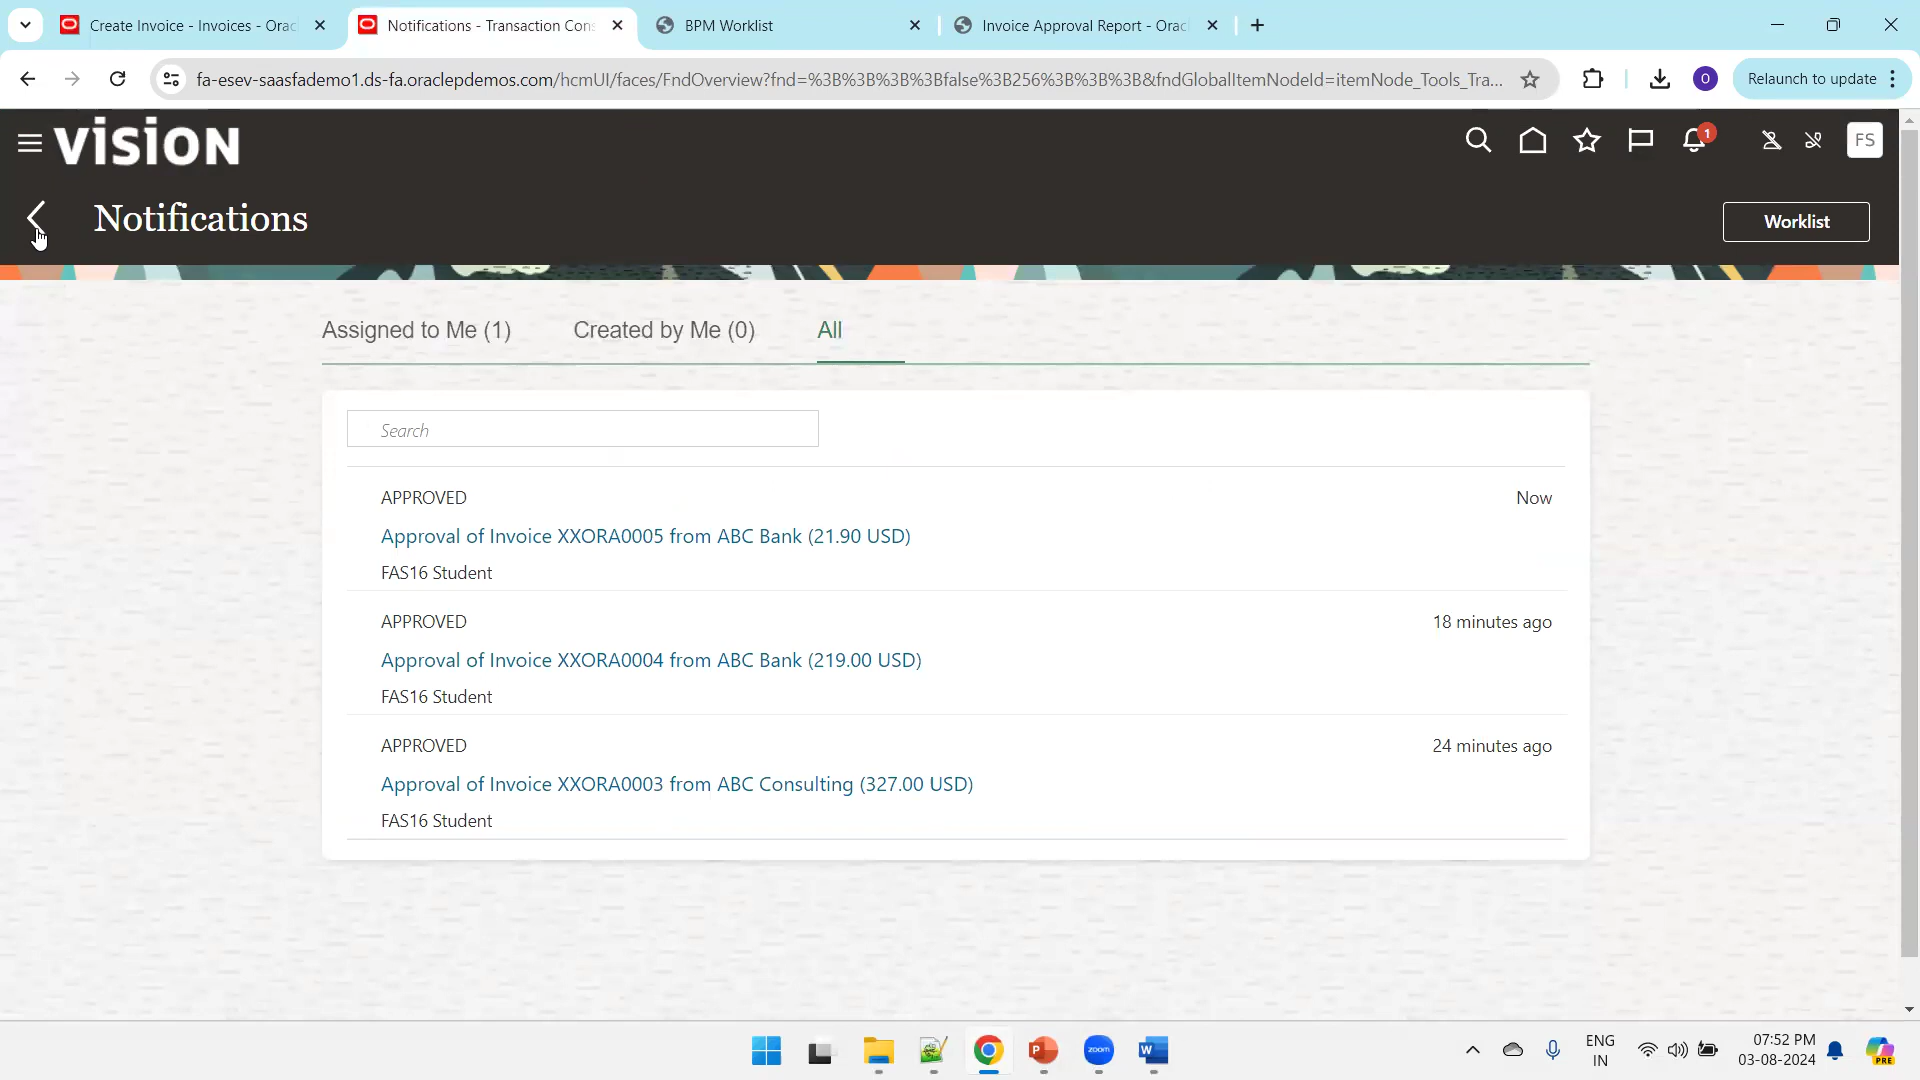 Create Invoice - Invoices - Orac
Notifications - Transaction Cons
BPM Worklist
Invoice Approval Report - Orac
fa-esev-saasfademo1.ds-fa.oraclepdemos.com/hcmUI/faces/FndOverview?fnd=%3B%3B%3B%3Bfalse%3B256%3B%3B%3B&fndGlobalItemNodeId=itemNode_Tools_Tra...
O
Relaunch to update
VISION
1
FS
Notifications
Worklist
Assigned to Me (1)
Created by Me (0)
All
Search
APPROVED
Now
Approval of Invoice XXORA0005 from ABC Bank (21.90 USD)
FAS16 Student
APPROVED
18 minutes ago
Approval of Invoice XXORA0004 from ABC Bank (219.00 USD)
FAS16 Student
APPROVED
24 minutes ago
Approval of Invoice XXORA0003 from ABC Consulting (327.00 USD)
FAS16 Student
zoom
ENG
IN
07:52 PM
03-08-2024
PRE